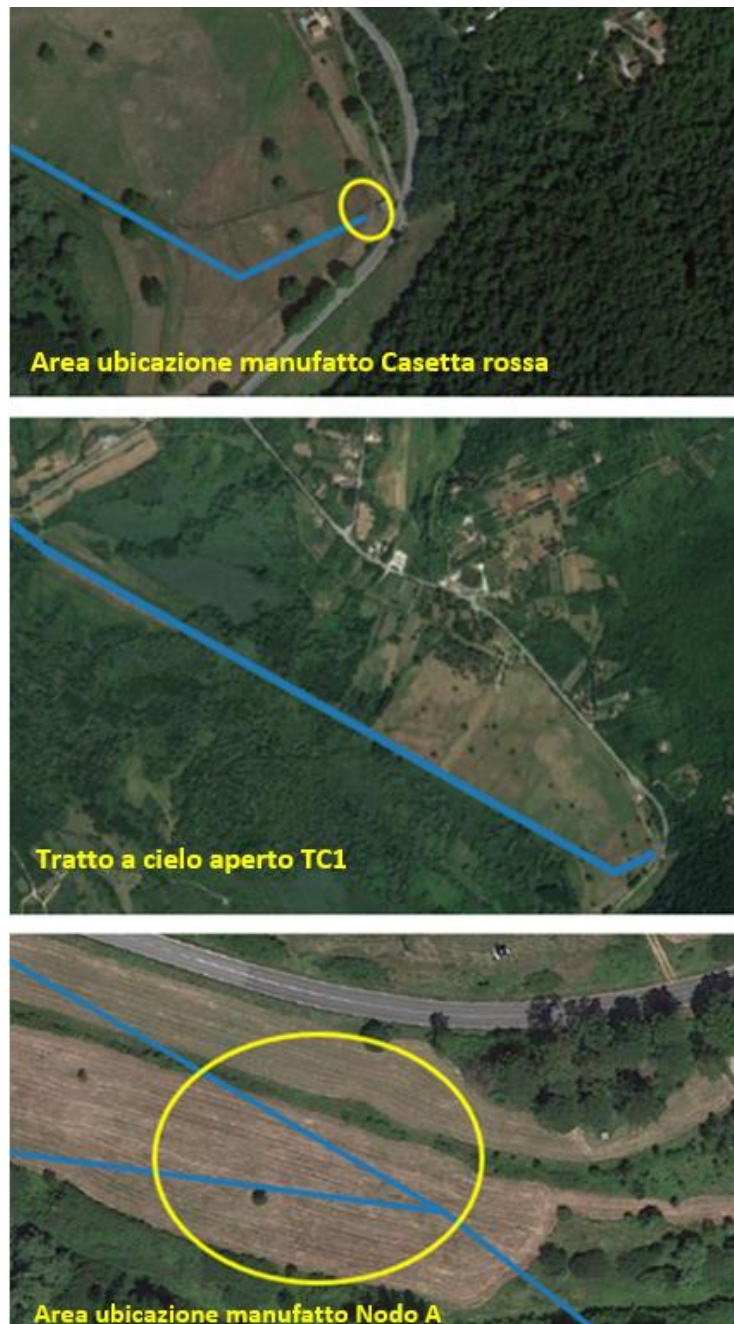 Area ubicazione manufatto Casetta rossa
Tratto a cielo aperto TC1
Area ubicazione manufatto Nodo A